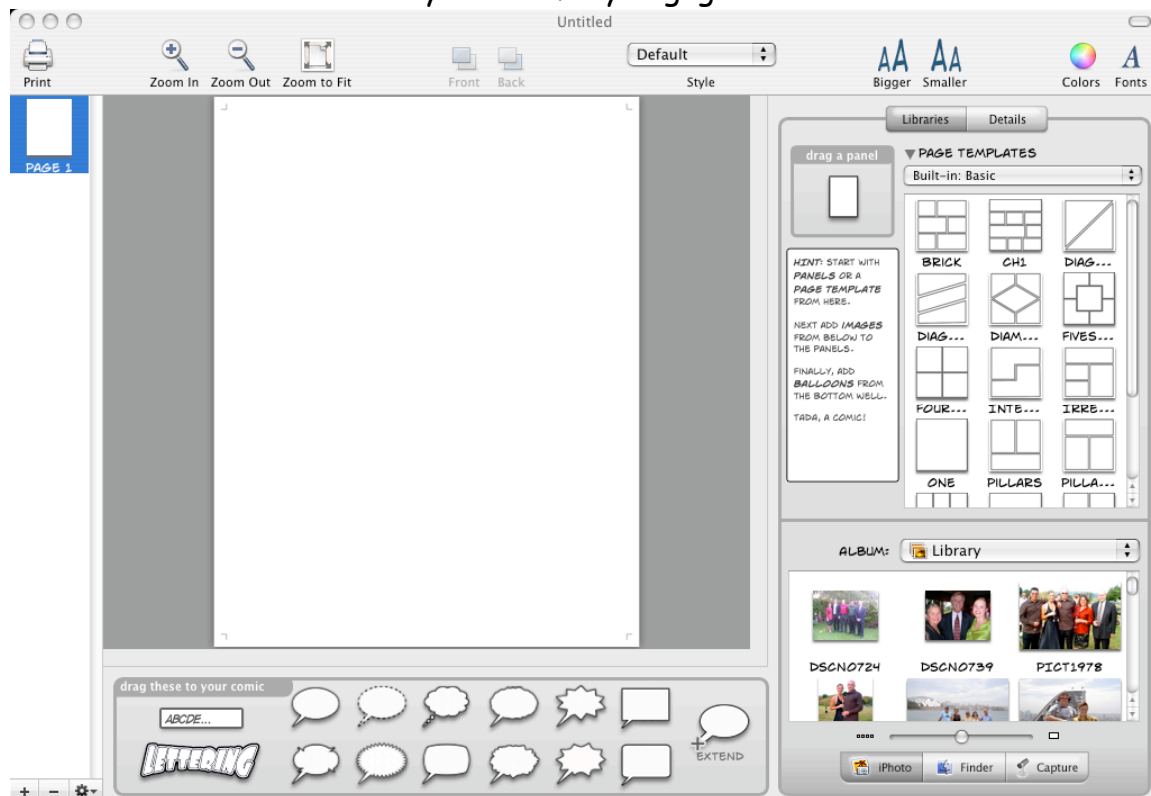 Untitled
Print
Zoom In Zoom Out Zoom to Fit
Front Back
Default
Style
Bigger Smaller
Colors Fonts
PAGE 1
Libraries Details
drag a panel
PAGE TEMPLATES
Built-in: Basic
HINT: START WITH
PANELS OR A
PAGE TEMPLATE
FROM HERE.
NEXT ADD IMAGES
FROM BELOW TO
THE PANELS.
FINALLY, ADD
BALLOONS FROM
THE BOTTOM WELL.
TADA, A COMIC!
BRICK CH1 DIAG...
DIAG... DIAM... FIVES...
FOUR... INTE... IRRE...
ONE PILLARS PILLA...
ALBUM: Library
DSCN0724 DSCN0739 PICT1978
iPhoto Finder Capture
drag these to your comic
ABCDE...
LETTERING
EXTEND